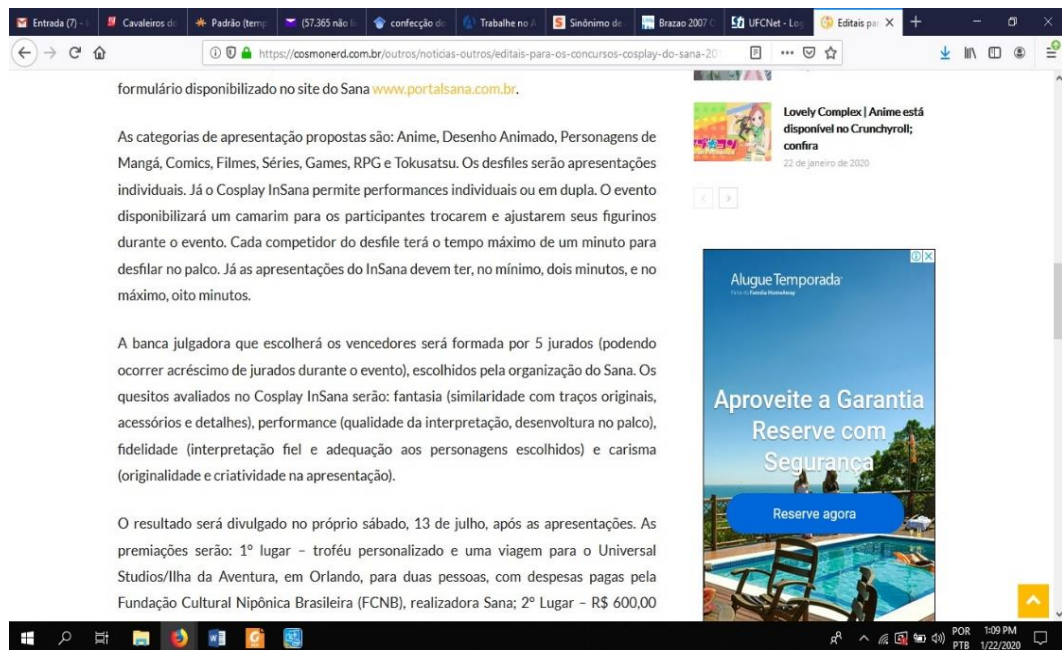 Entrada (7) -
Cavaleiros do
Padrão (temp
(57.365 não li
confecção do
Trabalhe no A
Sinônimo de
Brazao 2007 C
UFCNet - Log
Editais par
https://cosmonerd.com.br/outros/noticias-outros/editais-para-os-concursos-cosplay-do-sana-20
formulário disponibilizado no site do Sana www.portalsana.com.br.
As categorias de apresentação propostas são: Anime, Desenho Animado, Personagens de
Mangá, Comics, Filmes, Séries, Games, RPG e Tokusatsu. Os desfiles serão apresentações
individuais. Já o Cosplay InSana permite performances individuais ou em dupla. O evento
disponibilizará um camarim para os participantes trocarem e ajustarem seus figurinos
durante o evento. Cada competidor do desfile terá o tempo máximo de um minuto para
desfilar no palco. Já as apresentações do InSana devem ter, no mínimo, dois minutos, e no
máximo, oito minutos.
A banca julgadora que escolherá os vencedores será formada por 5 jurados (podendo
ocorrer acréscimo de jurados durante o evento), escolhidos pela organização do Sana. Os
quesitos avaliados no Cosplay InSana serão: fantasia (similaridade com traços originais,
acessórios e detalhes), performance (qualidade da interpretação, desenvoltura no palco),
fidelidade (interpretação fiel e adequação aos personagens escolhidos) e carisma
(originalidade e criatividade na apresentação).
O resultado será divulgado no próprio sábado, 13 de julho, após as apresentações. As
premiações serão: 1º lugar – troféu personalizado e uma viagem para o Universal
Studios/Ilha da Aventura, em Orlando, para duas pessoas, com despesas pagas pela
Fundação Cultural Nipônica Brasileira (FCNB), realizadora Sana; 2º Lugar – R$ 600,00
Lovely Complex | Anime está
disponível no Crunchyroll;
confira
22 de janeiro de 2020
Alugue Temporada
Aproveite a Garantia
Reserve com
Segurança
Reserve agora
POR
PTB
1:09 PM
1/22/2020